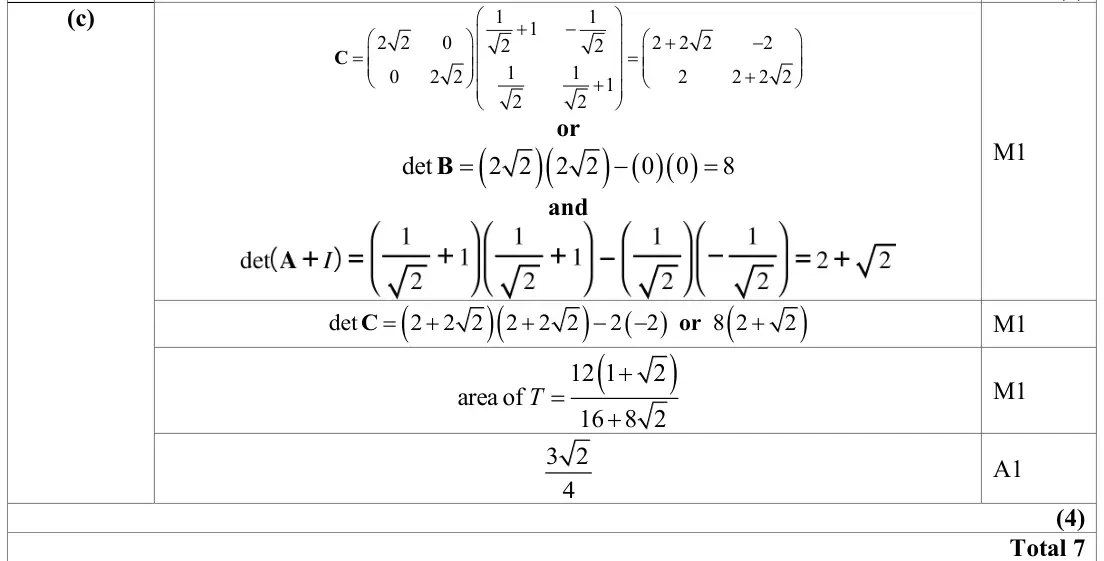 (c)
C = (2√2 0 0 2√2)(1/√2 +1 −1/√2 1/√2 1/√2 +1) = (2+2√2 −2 2 2+2√2)
or
det B = (2√2)(2√2) − (0)(0) = 8
and
det(A + I) = (1/√2 + 1)(1/√2 + 1) − (1/√2)(−1/√2) = 2 + √2
M1
det C = (2+2√2)(2+2√2) − 2(−2) or 8(2+√2)
M1
area of T = 12(1+√2)/16+8√2
M1
3√2/4
A1
(4)
Total 7